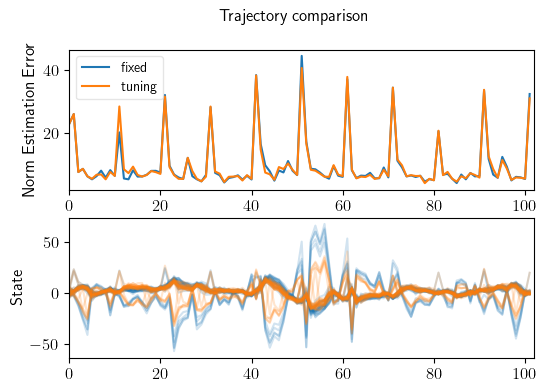 Trajectory comparison
Norm Estimation Error
40
20
fixed
tuning
0 20 40 60 80 100
State
50
0
−50
0 20 40 60 80 100